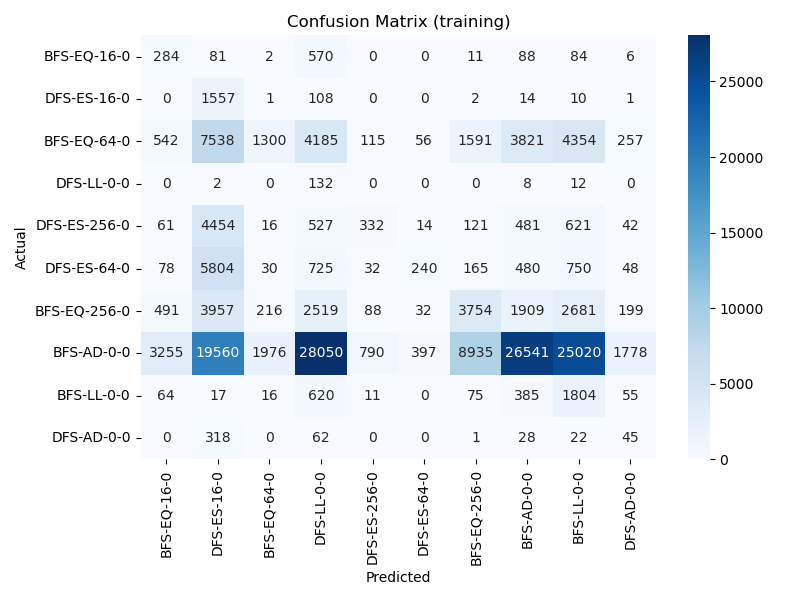 Confusion Matrix (training)
BFS-EQ-16-0 284 81 2 570 0 0 11 88 84 6
DFS-ES-16-0 0 1557 1 108 0 0 2 14 10 1
BFS-EQ-64-0 542 7538 1300 4185 115 56 1591 3821 4354 257
DFS-LL-0-0 0 2 0 132 0 0 0 8 12 0
DFS-ES-256-0 61 4454 16 527 332 14 121 481 621 42
DFS-ES-64-0 78 5804 30 725 32 240 165 480 750 48
BFS-EQ-256-0 491 3957 216 2519 88 32 3754 1909 2681 199
BFS-AD-0-0 3255 19560 1976 28050 790 397 8935 26541 25020 1778
BFS-LL-0-0 64 17 16 620 11 0 75 385 1804 55
DFS-AD-0-0 0 318 0 62 0 0 1 28 22 45
Actual
BFS-EQ-16-0
DFS-ES-16-0
BFS-EQ-64-0
DFS-LL-0-0
DFS-ES-256-0
DFS-ES-64-0
BFS-EQ-256-0
BFS-AD-0-0
BFS-LL-0-0
DFS-AD-0-0
Predicted
25000
20000
15000
10000
5000
0